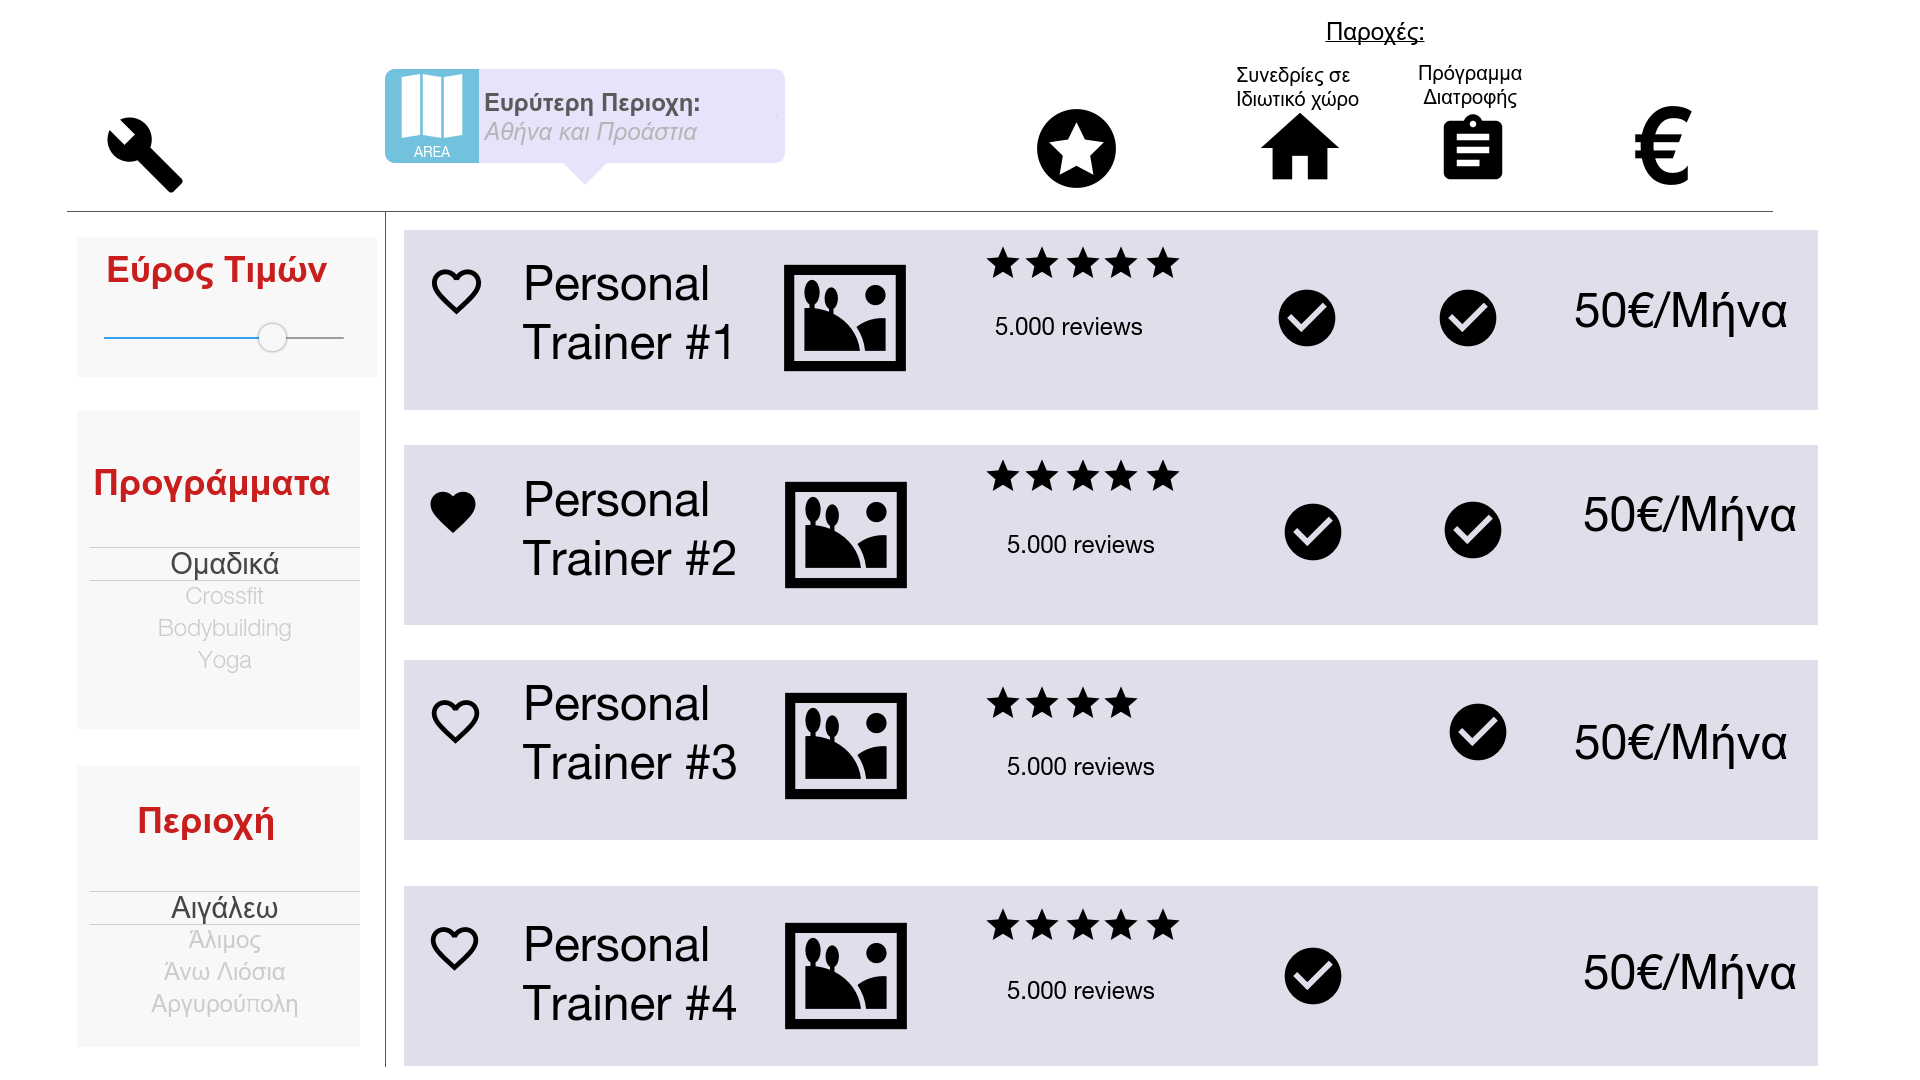 Παροχές:
Συνεδρίες σε
Ιδιωτικό χώρο
Πρόγραμμα
Διατροφής
Ευρύτερη Περιοχη:
Αθήνα και Προάστια
AREA
€
Εύρος Τιμών
Προγράμματα
Ομαδικά
Crossfit
Bodybuilding
Yoga
Περιοχή
Αιγάλεω
Άλιμος
Άνω Λιόσια
Αργυρούπολη
Personal
Trainer #1
5.000 reviews
50€/Μήνα
Personal
Trainer #2
5.000 reviews
50€/Μήνα
Personal
Trainer #3
5.000 reviews
50€/Μήνα
Personal
Trainer #4
5.000 reviews
50€/Μήνα